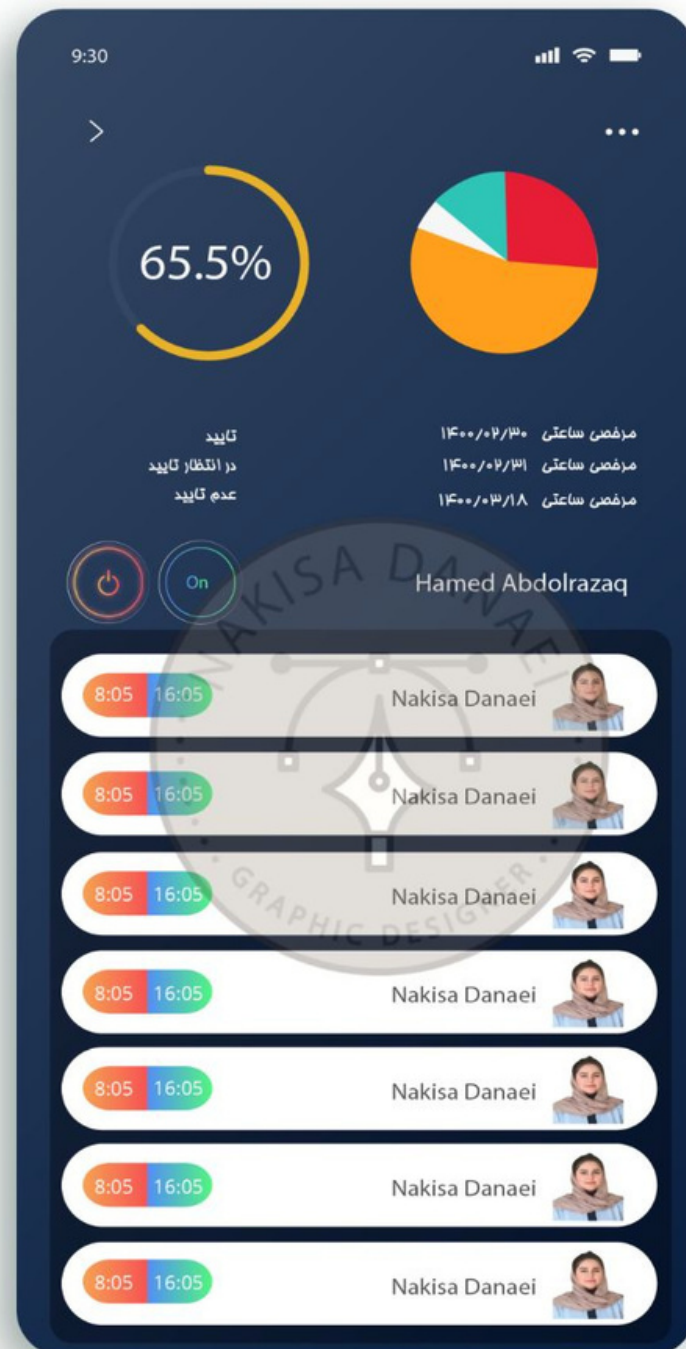 9:30
65.5%
مرخصی ساعتی ۱۴۰۰/۰۲/۳۰ تایید
مرخصی ساعتی ۱۴۰۰/۰۲/۳۱ در انتظار تایید
مرخصی ساعتی ۱۴۰۰/۰۳/۱۸ عدم تایید
On Hamed Abdolrazaq
NAKISA DANAEI
8:05 16:05 Nakisa Danaei
8:05 16:05 Nakisa Danaei
8:05 16:05 Nakisa Danaei
GRAPHIC DESIGNER
8:05 16:05 Nakisa Danaei
8:05 16:05 Nakisa Danaei
8:05 16:05 Nakisa Danaei
8:05 16:05 Nakisa Danaei